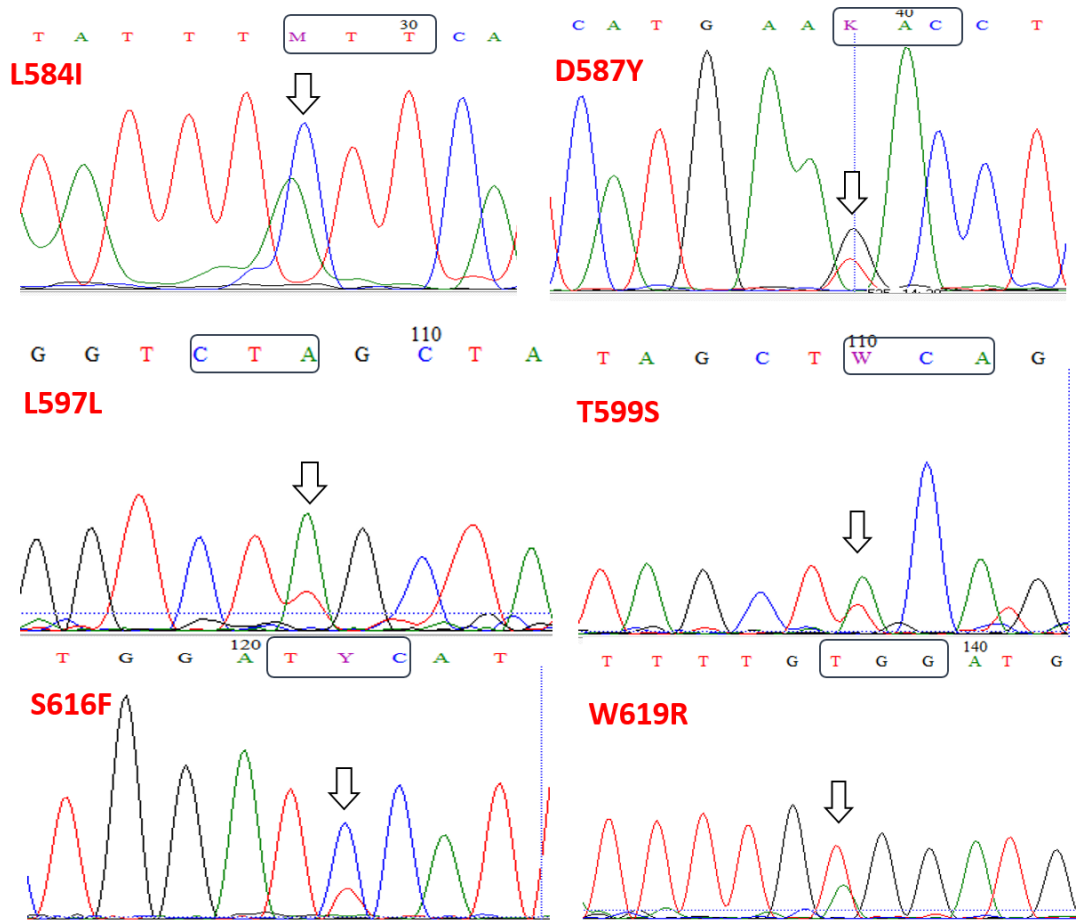 30
T A T T T M T T C A
L584I
40
C A T G A A K A C C T
D587Y
110
G G T C T A G C T A
L597L
110
T A G C T W C A G
T599S
120
T G G A T Y C A T
S616F
140
T T T T G T G G A T G
W619R